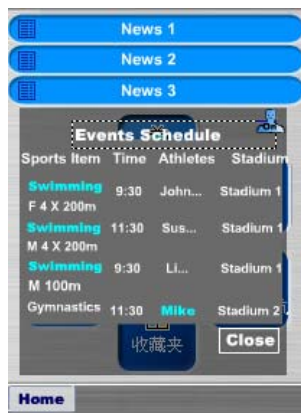 News 1
News 2
News 3
Events Schedule
Sports Item Time Athletes Stadium
Swimming 9:30 John... Stadium 1
F 4 X 200m
Swimming 11:30 Sus... Stadium 1
M 4 X 200m
Swimming 9:30 Li... Stadium 1
M 100m
Gymnastics 11:30 Mike Stadium 2
收藏夹
Close
Home